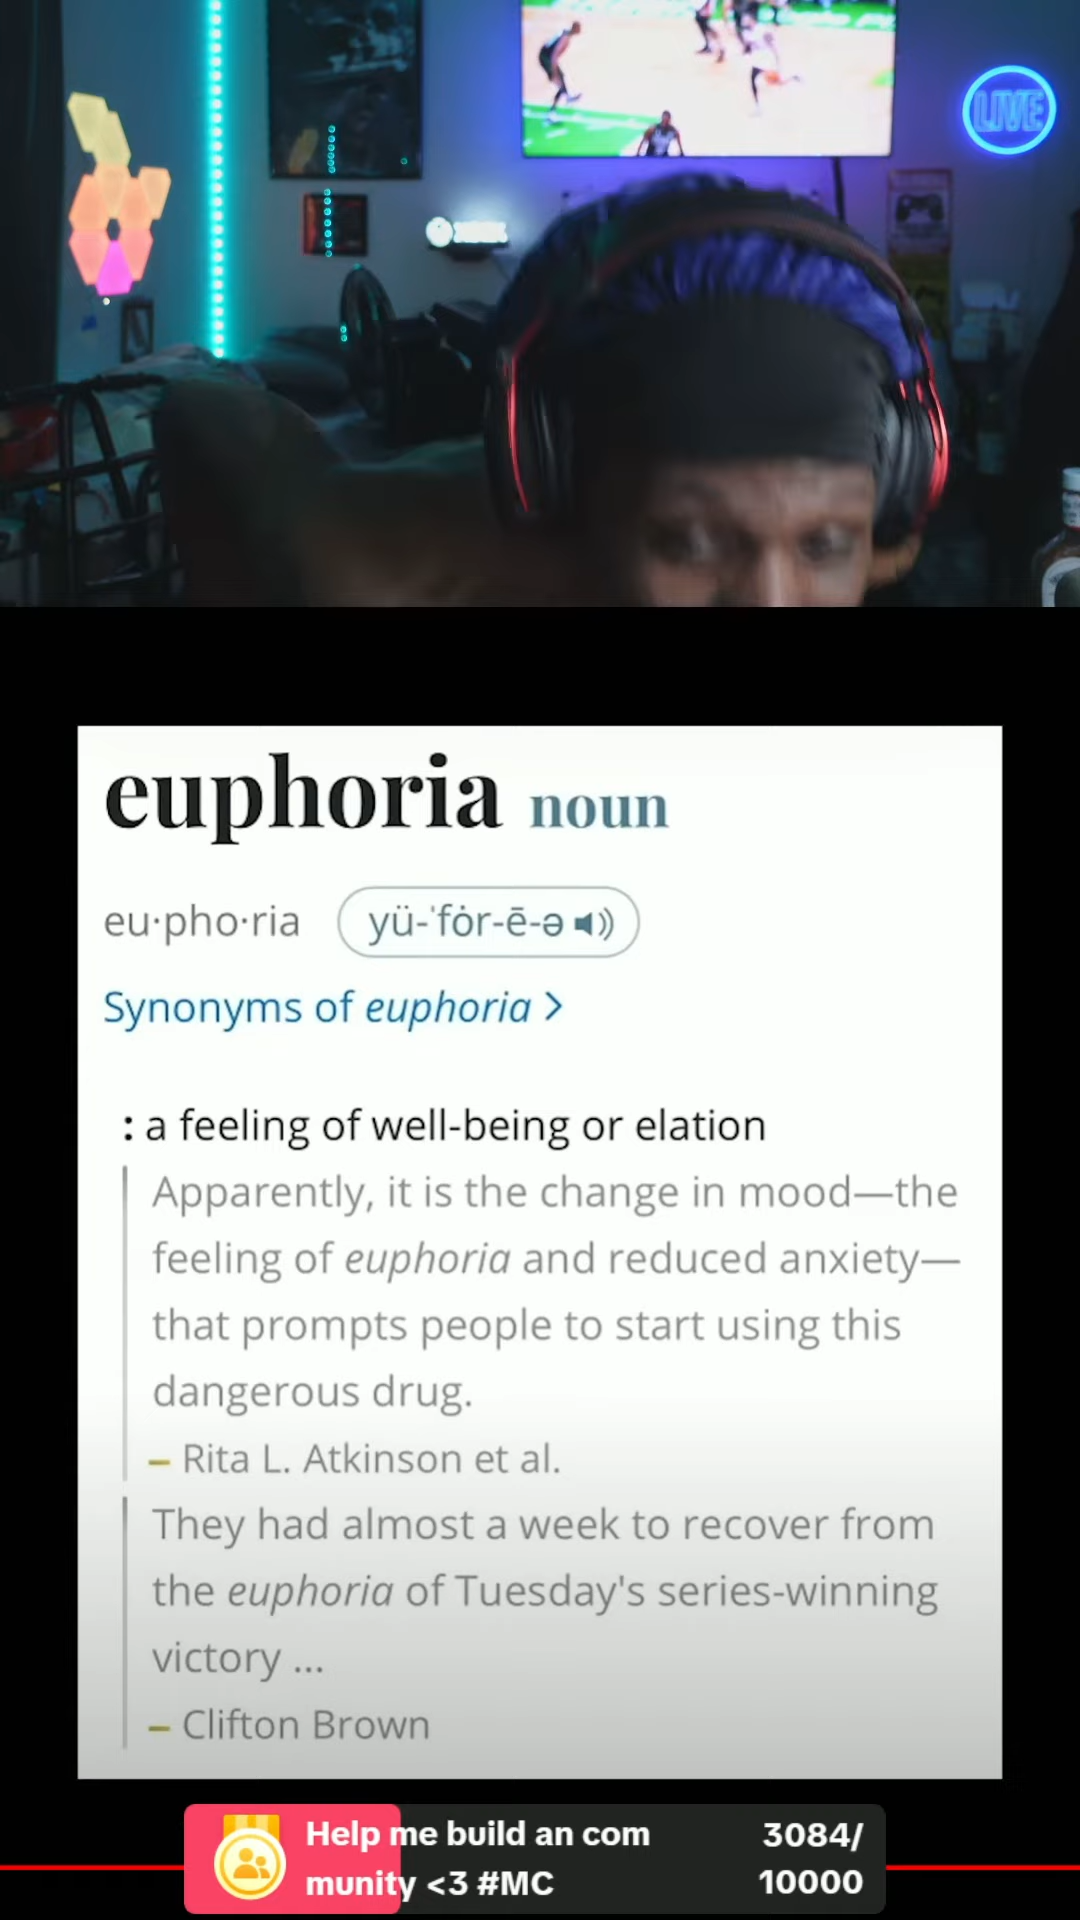 LIVE
euphoria noun
eu·pho·ria yü-ˈfȯr-ē-ə
Synonyms of euphoria >
: a feeling of well-being or elation
Apparently, it is the change in mood—the
feeling of euphoria and reduced anxiety—
that prompts people to start using this
dangerous drug.
– Rita L. Atkinson et al.
They had almost a week to recover from
the euphoria of Tuesday's series-winning
victory ...
– Clifton Brown
Help me build an com
munity <3 #MC
3084/
10000